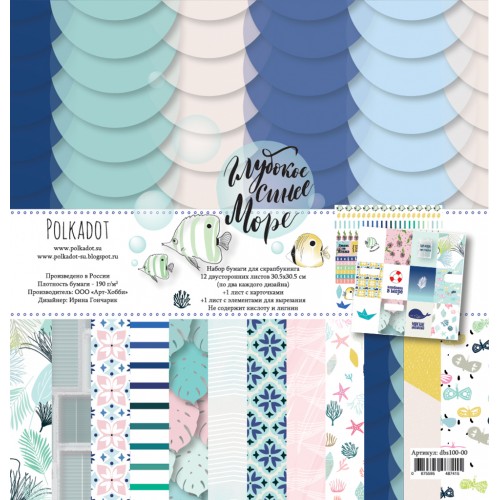 Глубокое
Синее
Море
POLKADOT
www.polkadot.su
www.polkadot-su.blogspot.ru
Произведено в России
Плотность бумаги - 190 г/м²
Производитель: ООО «Арт-Хобби»
Дизайнер: Ирина Гончарик
Набор бумаги для скрапбукинга
12 двусторонних листов 30.5х30.5 см
(по два каждого дизайна)
+1 лист с карточками
+1 лист с элементами для вырезания
Не содержит кислоту и лигнин
Артикул: dbs100-00